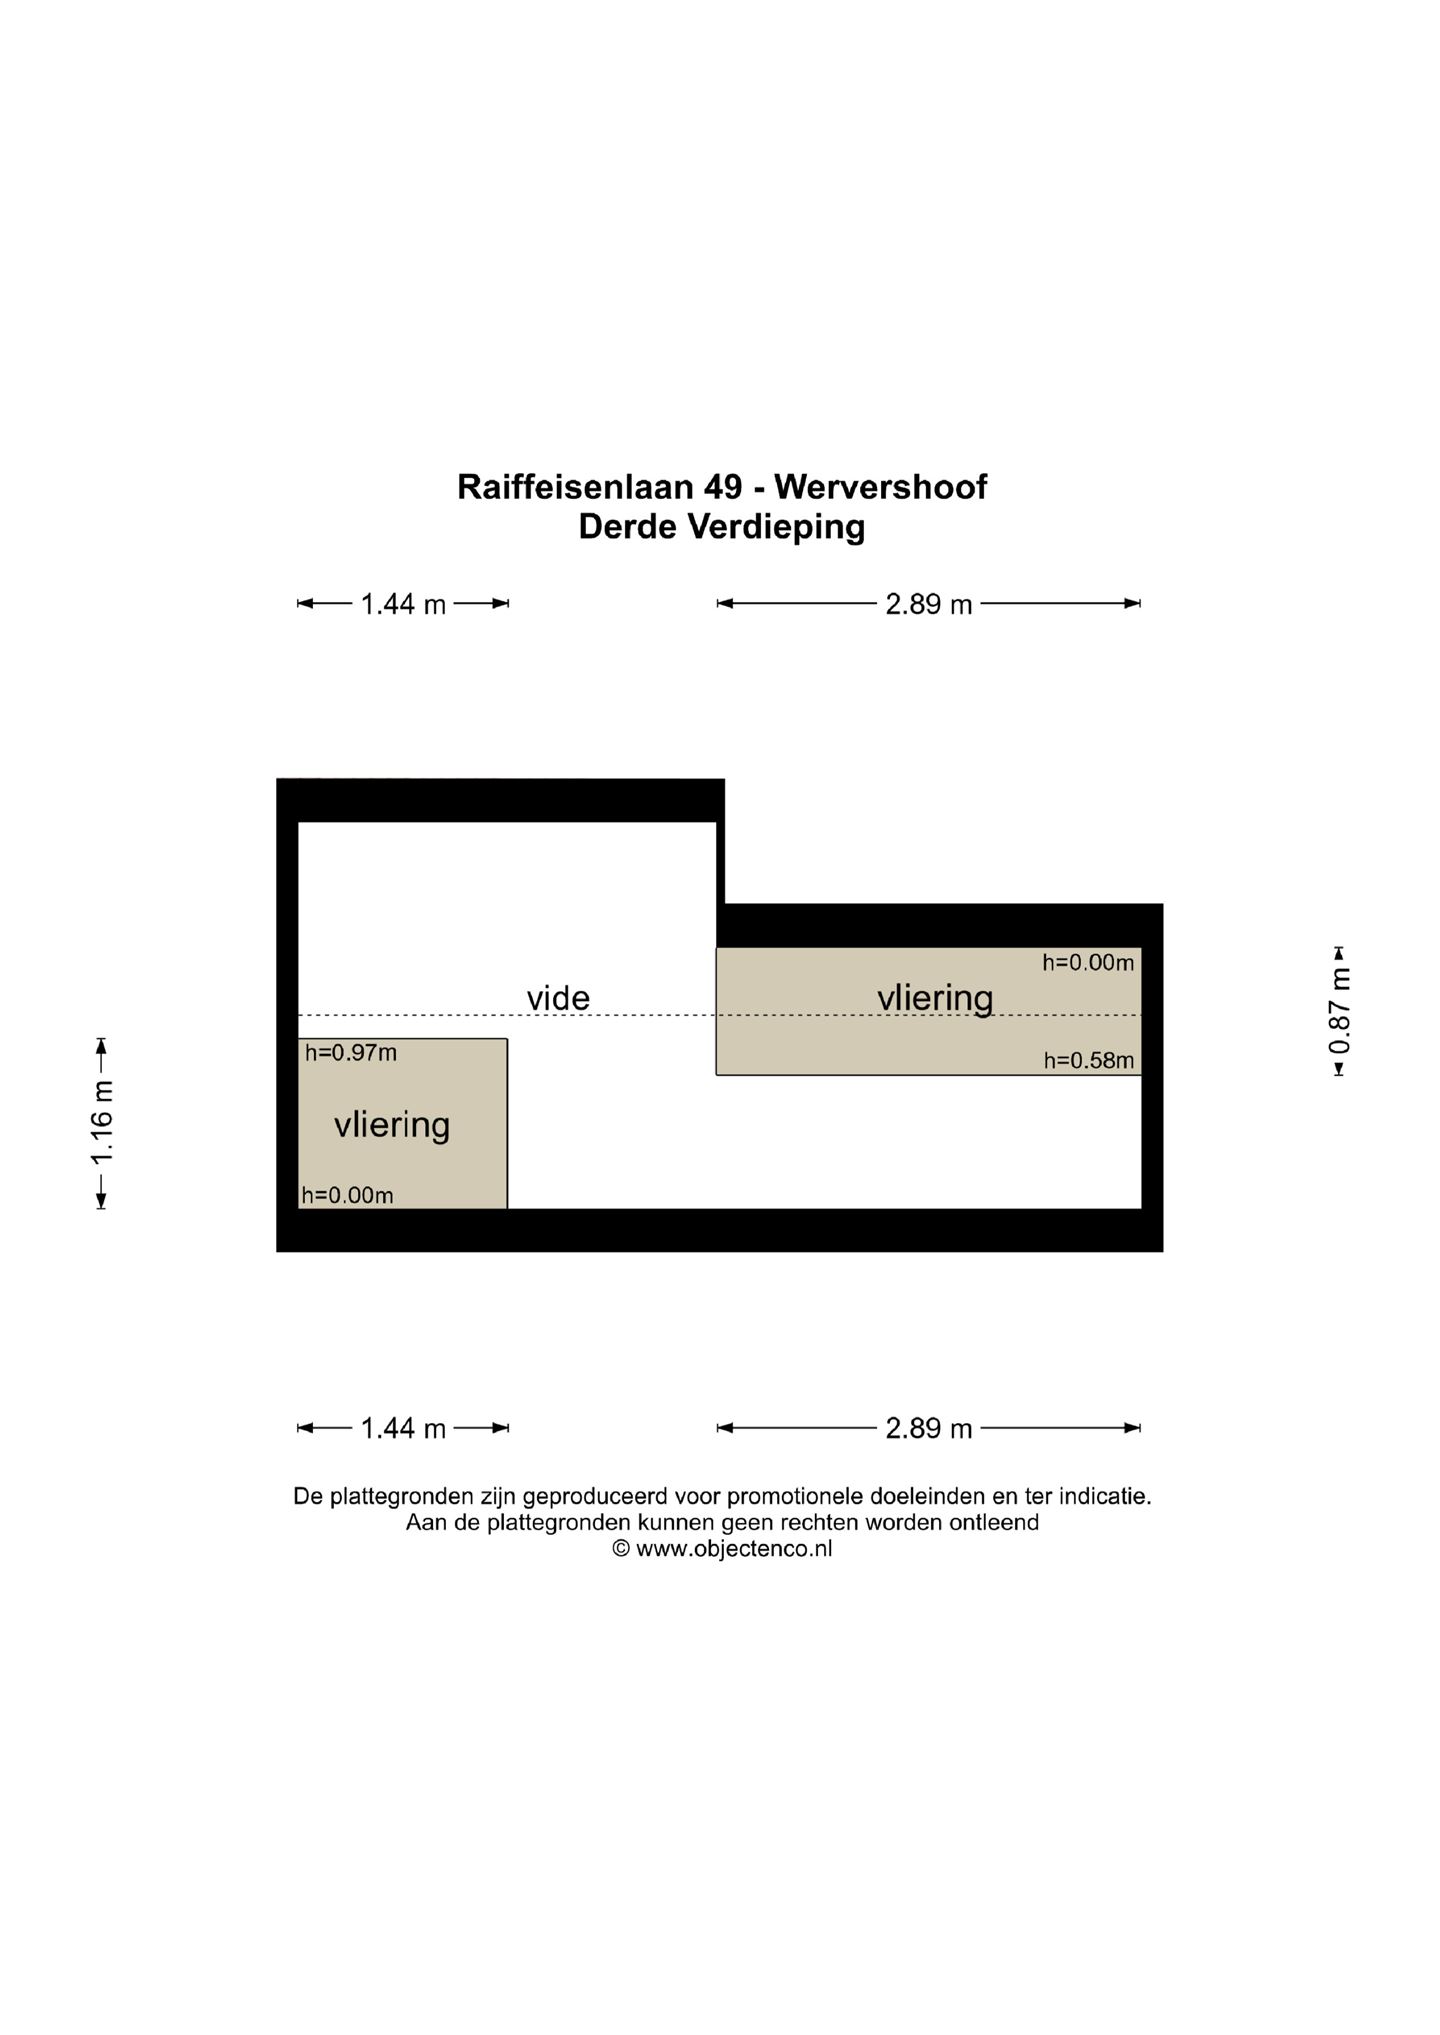 Raiffeisenlaan 49 - Wervershoof
Derde Verdieping
1.44 m
2.89 m
h=0.00m
vide
vliering
0.87 m
h=0.97m
h=0.58m
1.16 m
vliering
h=0.00m
1.44 m
2.89 m
De plattegronden zijn geproduceerd voor promotionele doeleinden en ter indicatie.
Aan de plattegronden kunnen geen rechten worden ontleend
© www.objectenco.nl